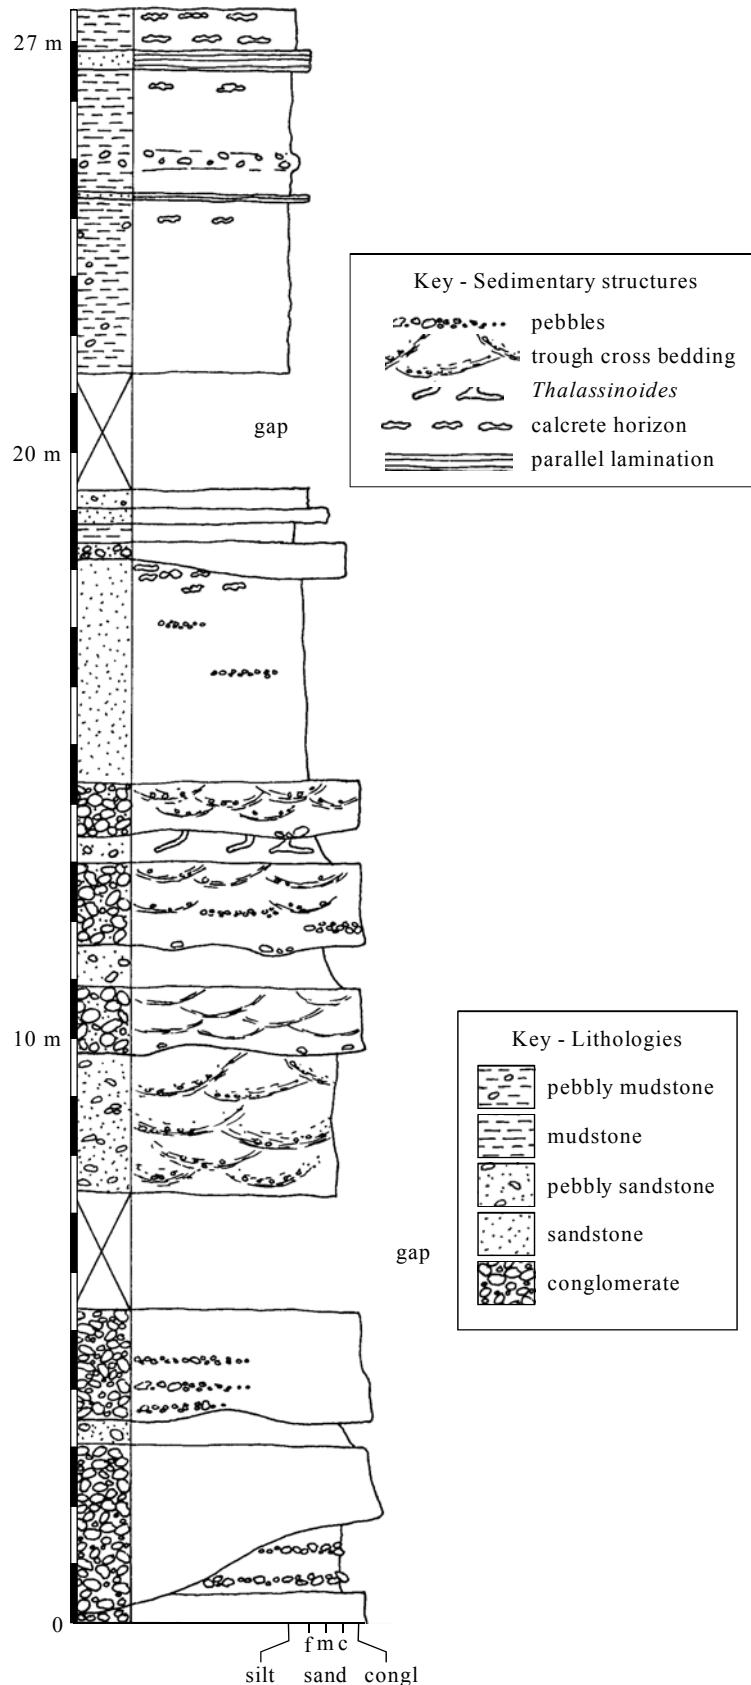 27 m
Key - Sedimentary structures
pebbles
trough cross bedding
Thalassinoides
calcrete horizon
parallel lamination
gap
20 m
10 m
Key - Lithologies
pebbly mudstone
mudstone
pebbly sandstone
sandstone
conglomerate
gap
0
f m c
silt sand congl